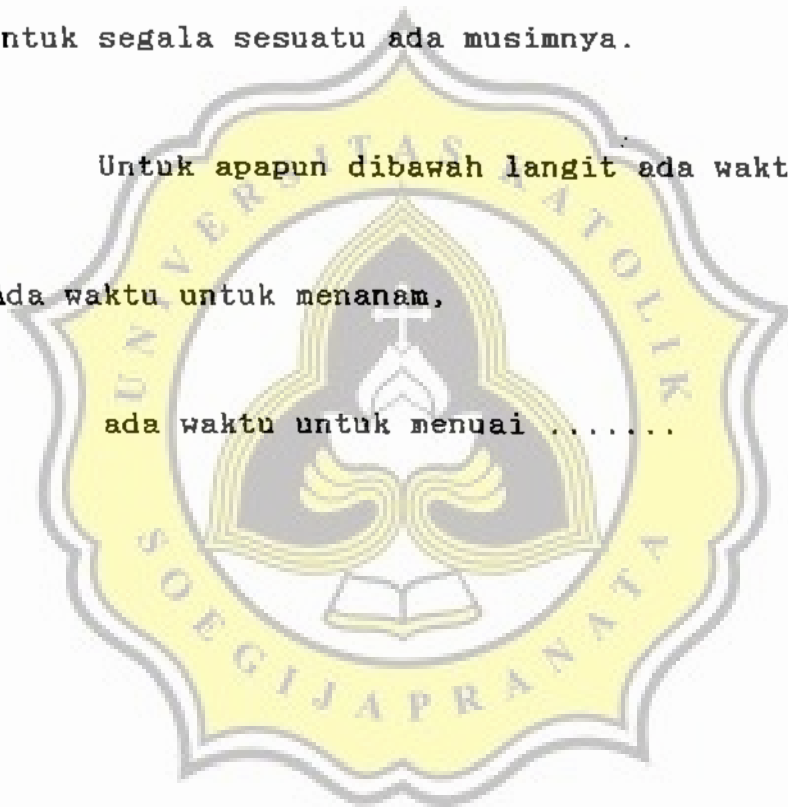 ntuk segala sesuatu ada musimnya.
Untuk apapun dibawah langit ada wakt
Ada waktu untuk menanam,
ada waktu untuk menuai .......
UNIVERSITAS KATOLIK
SOEGIJAPRANATA